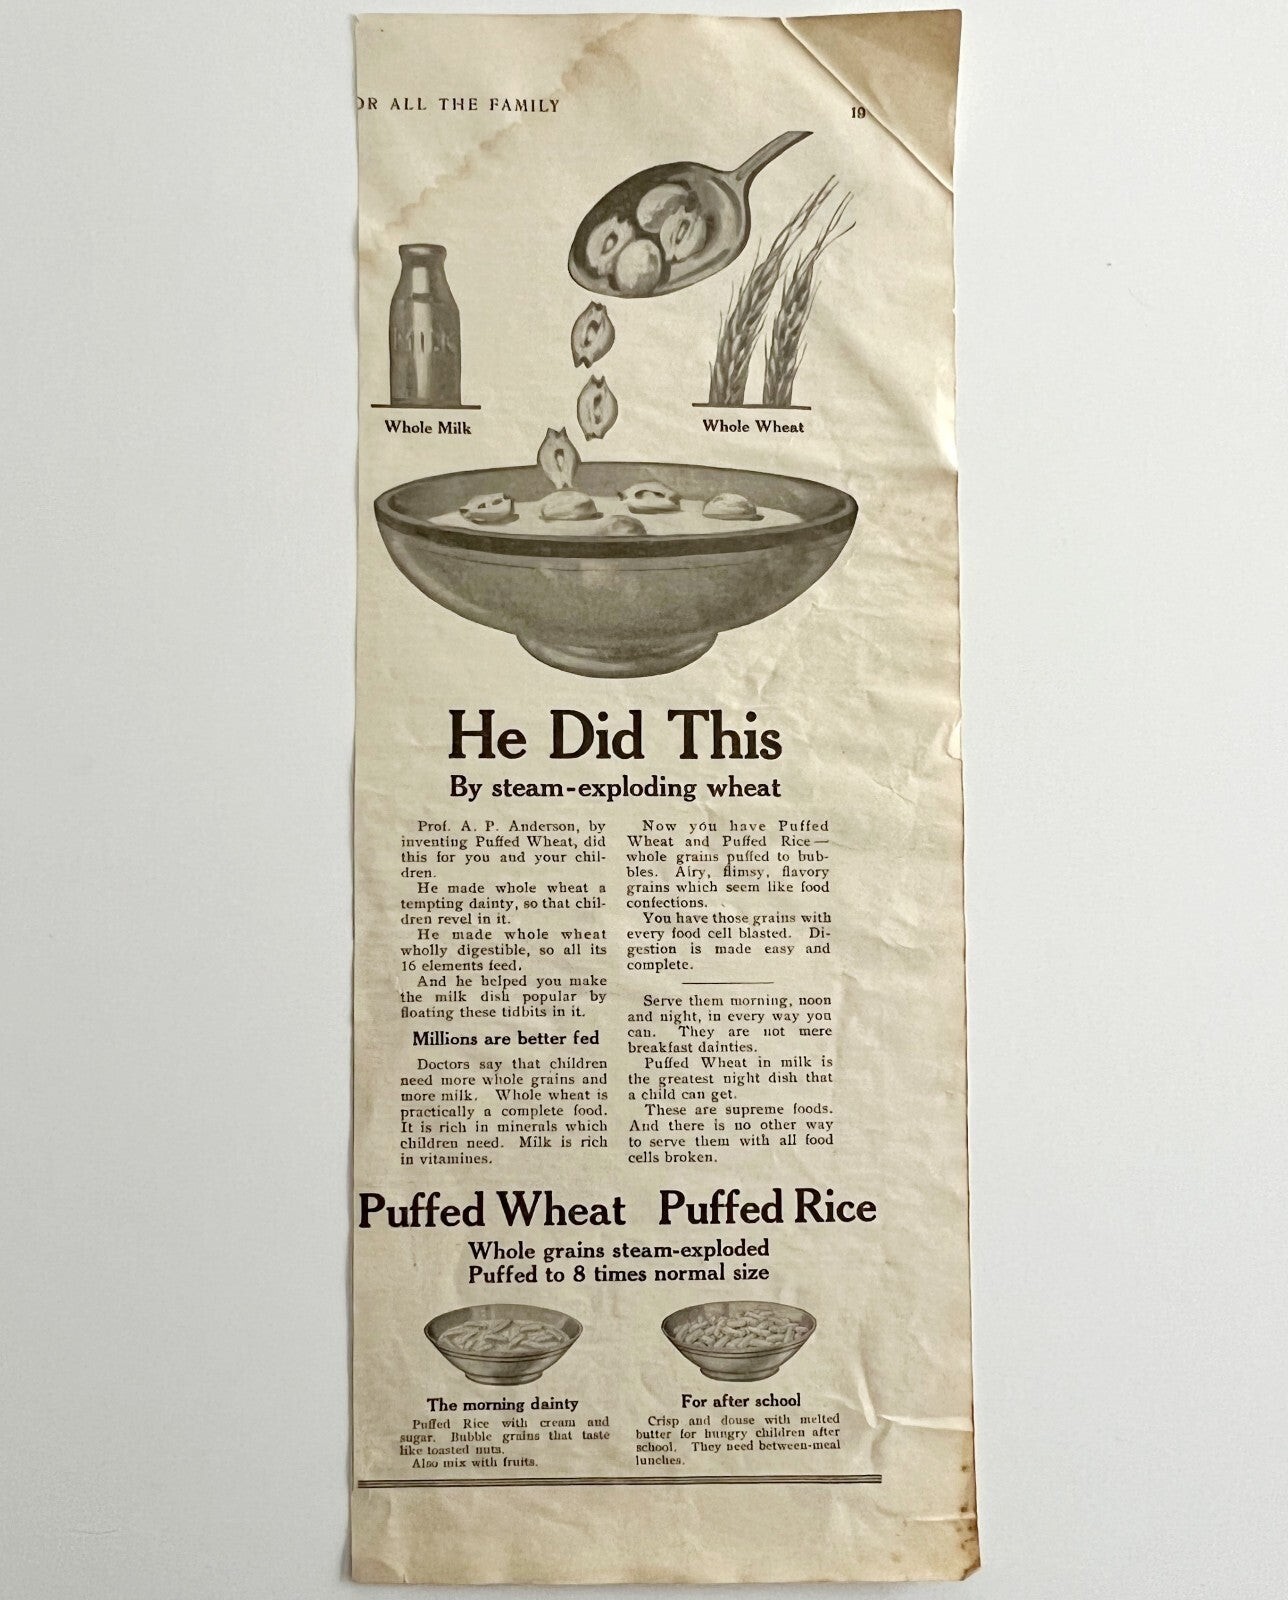 OR ALL THE FAMILY
19
MILK
Whole Milk
Whole Wheat
He Did This
By steam-exploding wheat
Prof. A. P. Anderson, by
inventing Puffed Wheat, did
this for you and your chil-
dren.
He made whole wheat a
tempting dainty, so that chil-
dren revel in it.
He made whole wheat
wholly digestible, so all its
16 elements feed.
And he helped you make
the milk dish popular by
floating these tidbits in it.
Millions are better fed
Doctors say that children
need more whole grains and
more milk. Whole wheat is
practically a complete food.
It is rich in minerals which
children need. Milk is rich
in vitamines.
Now you have Puffed
Wheat and Puffed Rice—
whole grains puffed to bub-
bles. Airy, flimsy, flavory
grains which seem like food
confections.
You have those grains with
every food cell blasted. Di-
gestion is made easy and
complete.
Serve them morning, noon
and night, in every way you
can. They are not mere
breakfast dainties.
Puffed Wheat in milk is
the greatest night dish that
a child can get.
These are supreme foods.
And there is no other way
to serve them with all food
cells broken.
Puffed Wheat Puffed Rice
Whole grains steam-exploded
Puffed to 8 times normal size
The morning dainty
Puffed Rice with cream and
sugar. Bubble grains that taste
like toasted nuts.
Also mix with fruits.
For after school
Crisp and douse with melted
butter for hungry children after
school. They need between-meal
lunches.